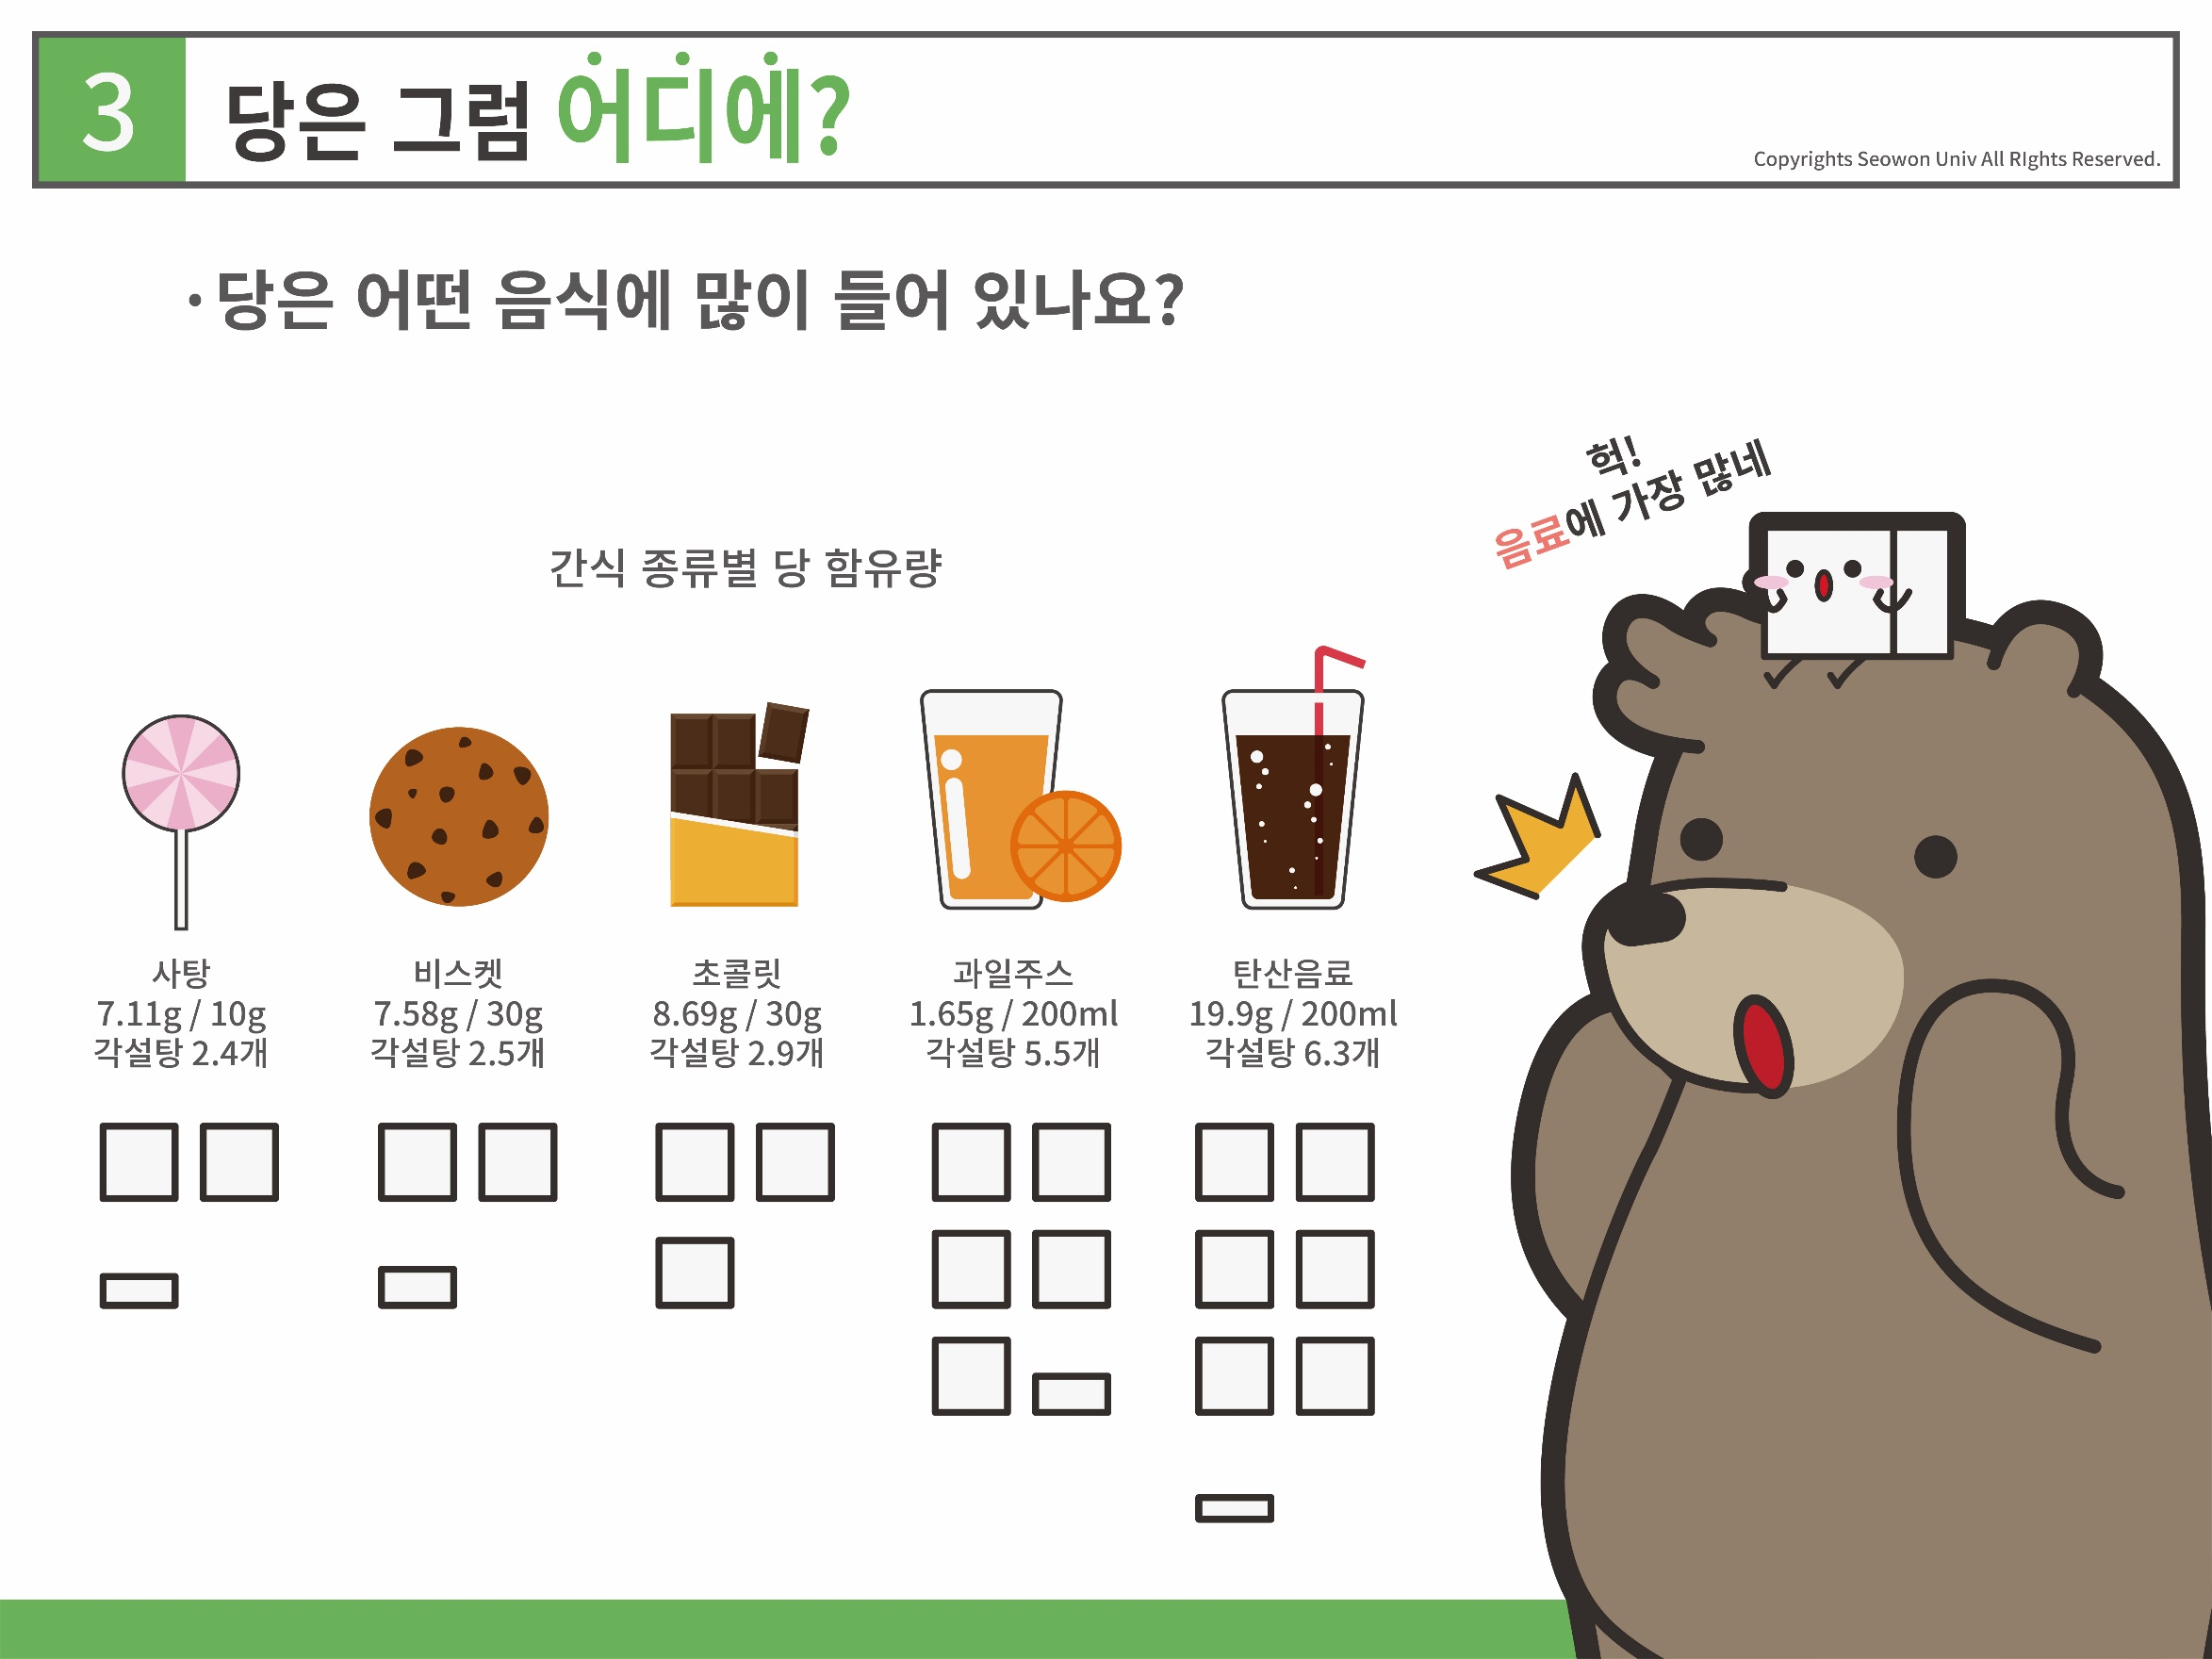 3
당은 그럼 어디에?
Copyrights Seowon Univ All RIghts Reserved.
· 당은 어떤 음식에 많이 들어 있나요?
헉!
음료에 가장 많네
간식 종류별 당 함유량
사탕
7.11g / 10g
각설탕 2.4개
비스켓
7.58g / 30g
각설탕 2.5개
초콜릿
8.69g / 30g
각설탕 2.9개
과일주스
1.65g / 200ml
각설탕 5.5개
탄산음료
19.9g / 200ml
각설탕 6.3개